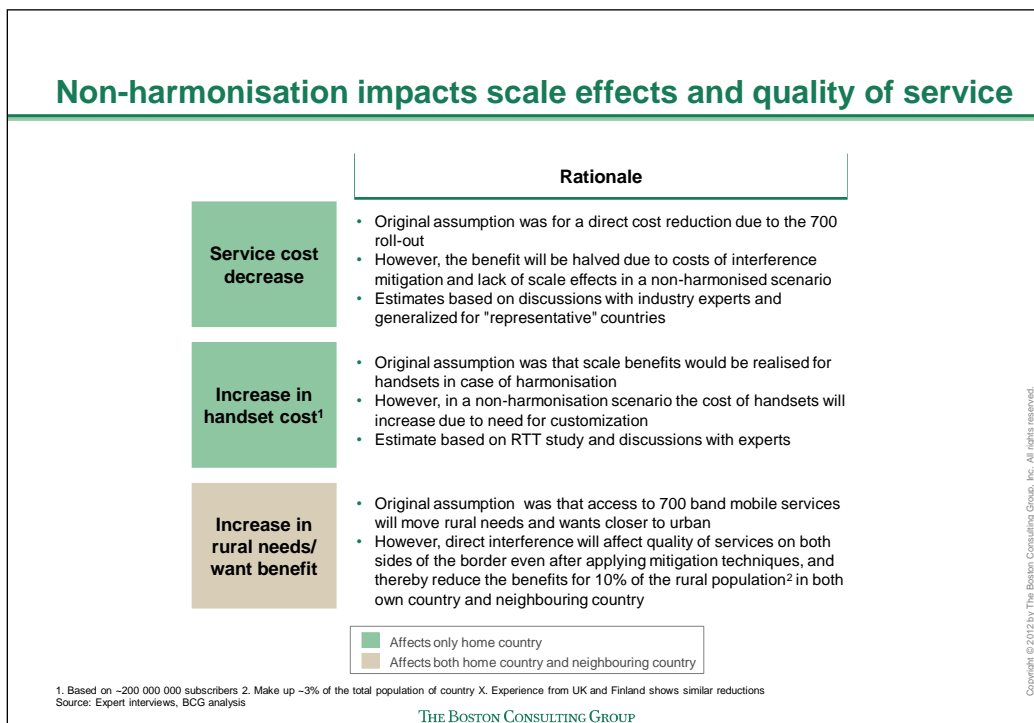 Non-harmonisation impacts scale effects and quality of service
Rationale
Service cost
decrease
• Original assumption was for a direct cost reduction due to the 700
roll-out
• However, the benefit will be halved due to costs of interference
mitigation and lack of scale effects in a non-harmonised scenario
• Estimates based on discussions with industry experts and
generalized for "representative" countries
Increase in
handset cost¹
• Original assumption was that scale benefits would be realised for
handsets in case of harmonisation
• However, in a non-harmonisation scenario the cost of handsets will
increase due to need for customization
• Estimate based on RTT study and discussions with experts
Increase in
rural needs/
want benefit
• Original assumption was that access to 700 band mobile services
will move rural needs and wants closer to urban
• However, direct interference will affect quality of services on both
sides of the border even after applying mitigation techniques, and
thereby reduce the benefits for 10% of the rural population² in both
own country and neighbouring country
Affects only home country
Affects both home country and neighbouring country
1. Based on ~200 000 000 subscribers 2. Make up ~3% of the total population of country X. Experience from UK and Finland shows similar reductions
Source: Expert interviews, BCG analysis
THE BOSTON CONSULTING GROUP
Copyright © 2012 by The Boston Consulting Group, Inc. All rights reserved.